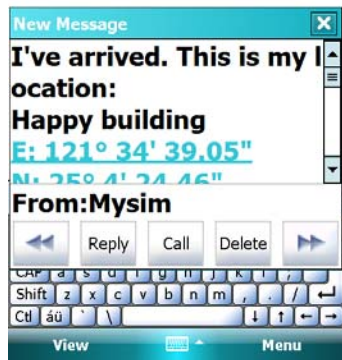 New Message
I've arrived. This is my l
ocation:
Happy building
E: 121° 34' 39.05"
N: 25° 4' 24.46"
From:Mysim
Reply Call Delete
CAP a s d f g h j k l ; '
Shift z x c v b n m , . /
Ctl áü ` \
View Menu